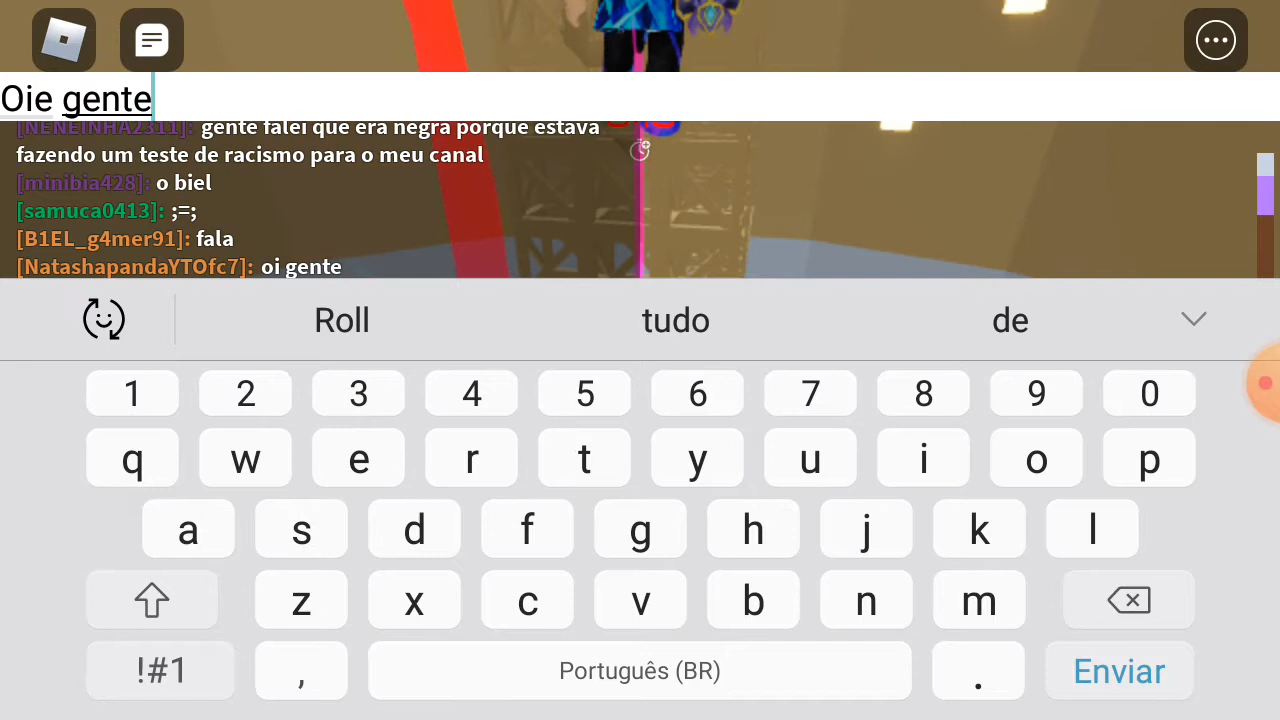 Oie gente
[NENEINHA2311]: gente falei que era negra porque estava
fazendo um teste de racismo para o meu canal
[minibia428]: o biel
[samuca0413]: ;=;
[B1EL_g4mer91]: fala
[NatashapandaYTOfc7]: oi gente
Roll tudo de
1 2 3 4 5 6 7 8 9 0
q w e r t y u i o p
a s d f g h j k l
z x c v b n m
!#1 , Português (BR) . Enviar